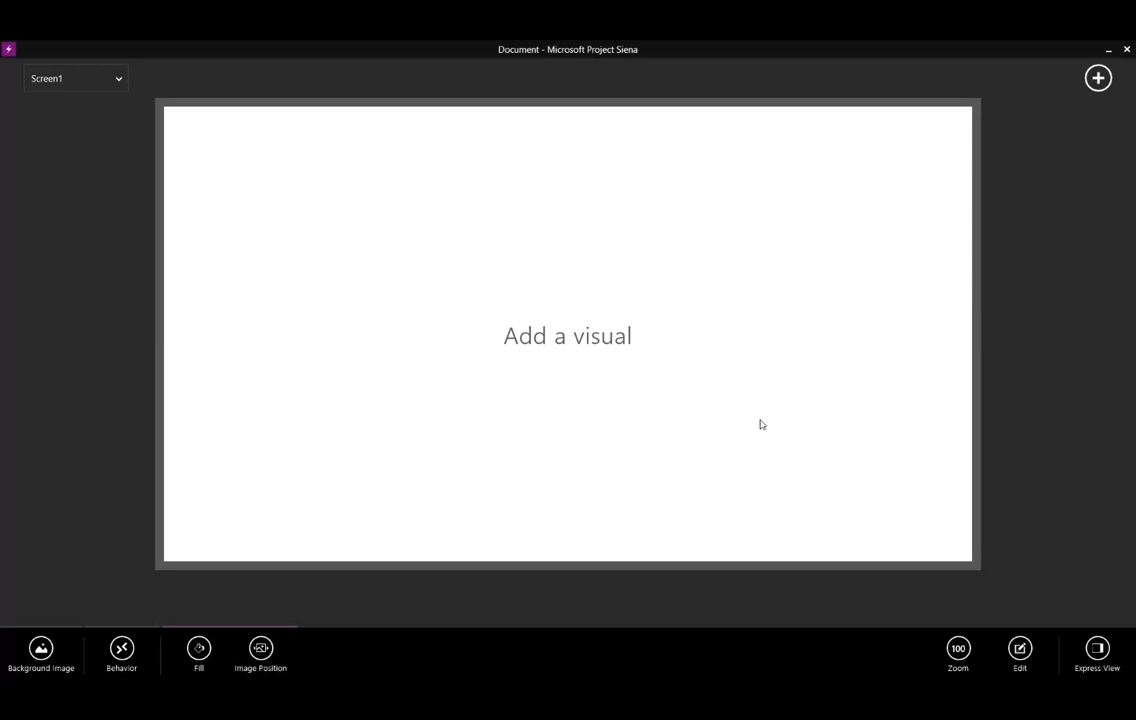 Document - Microsoft Project Siena
Screen1
Add a visual
Background Image
Behavior
Fill
Image Position
100
Zoom
Edit
Express View